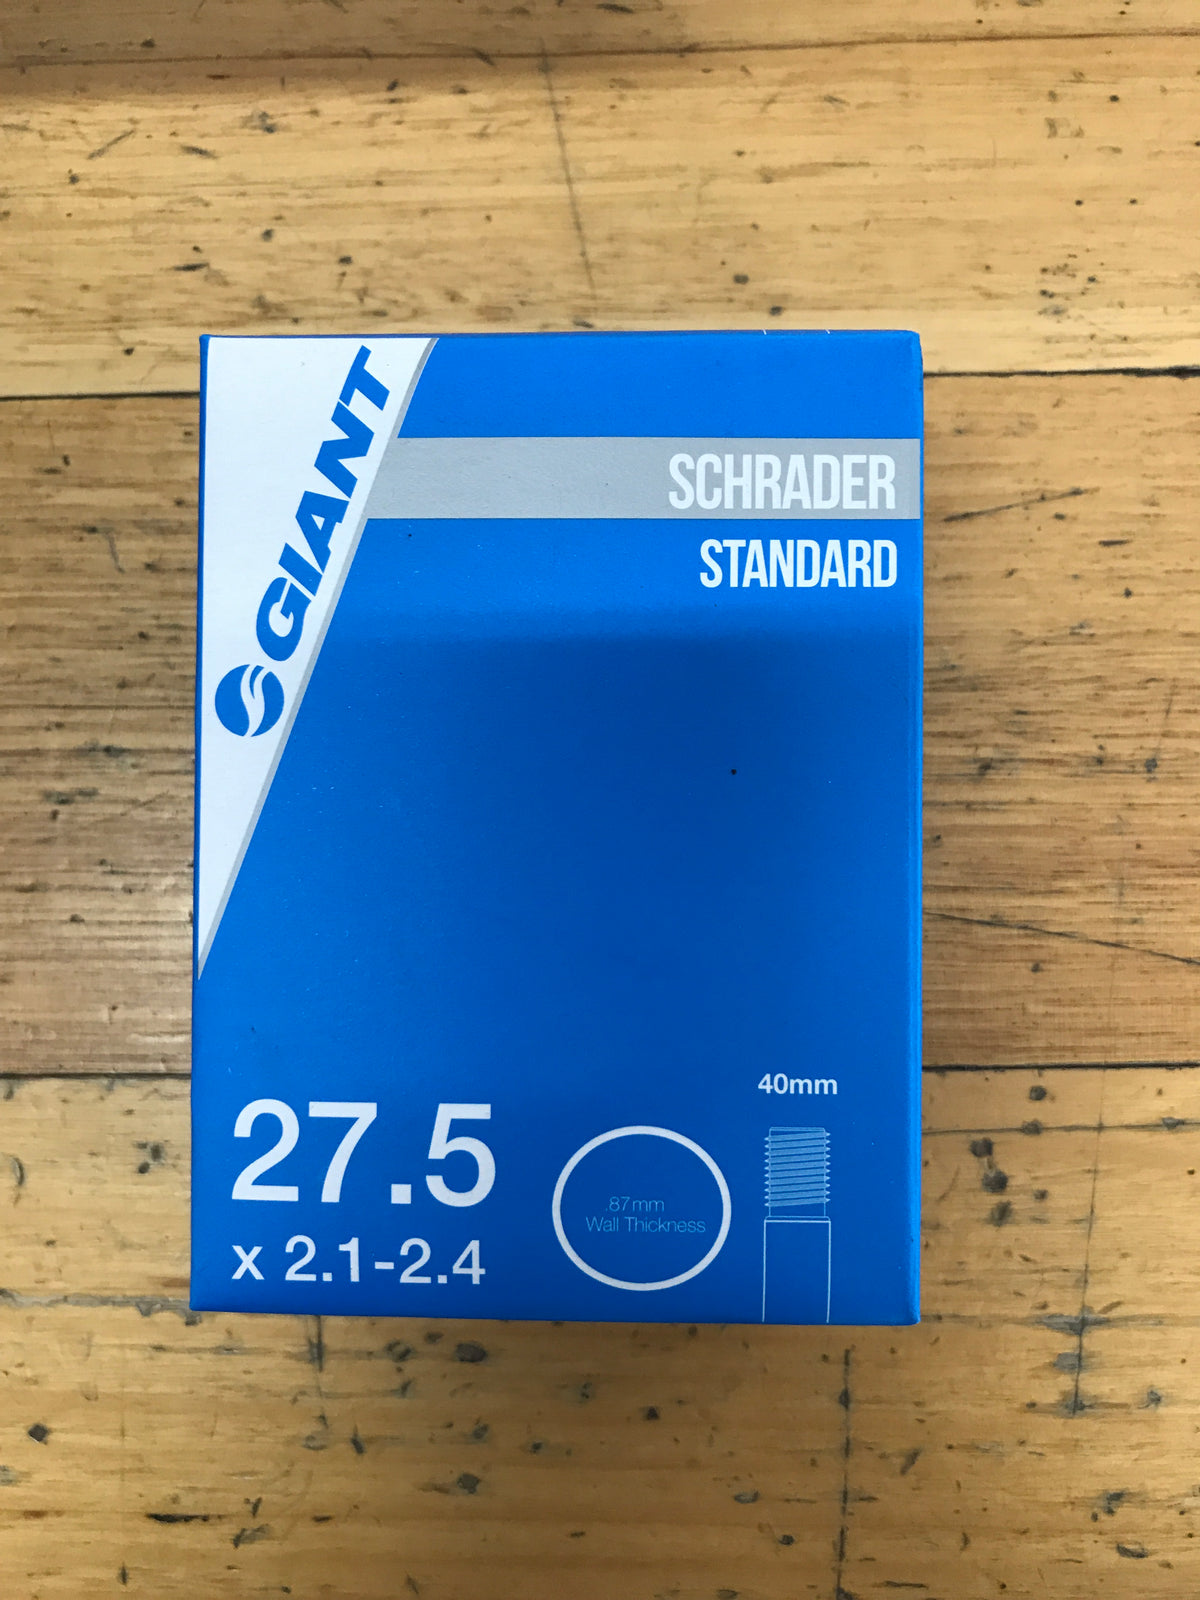 GIANT
SCHRADER
STANDARD
40mm
27.5
x 2.1-2.4
.87mm
Wall Thickness